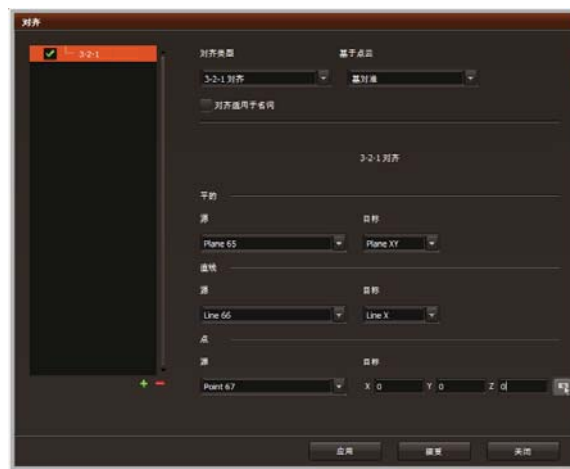 对齐
3-2-1
对齐类型 基于点云
3-2-1 对齐 基对准
对齐适用于名词
3-2-1 对齐
平的
源 目标
Plane 65 Plane XY
直线
源 目标
Line 66 Line X
点
源 目标
Point 67 X 0 Y 0 Z 0
应用 恢复 关闭